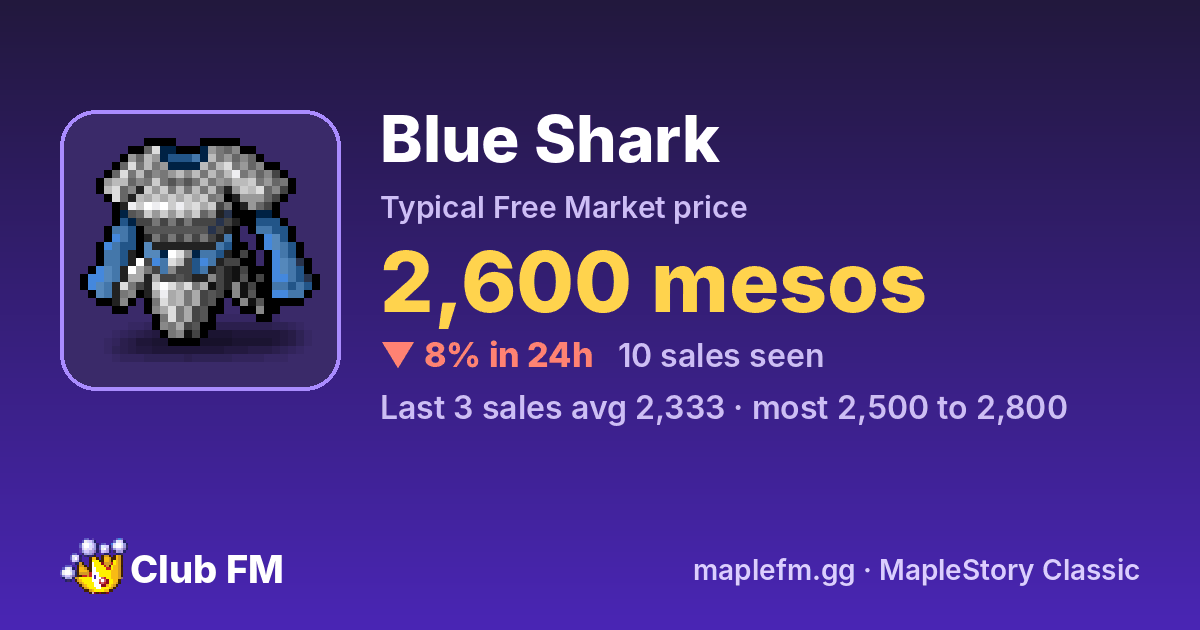 Blue Shark
Typical Free Market price
2,600 mesos
▼ 8% in 24h 10 sales seen
Last 3 sales avg 2,333 · most 2,500 to 2,800
Club FM
maplefm.gg · MapleStory Classic